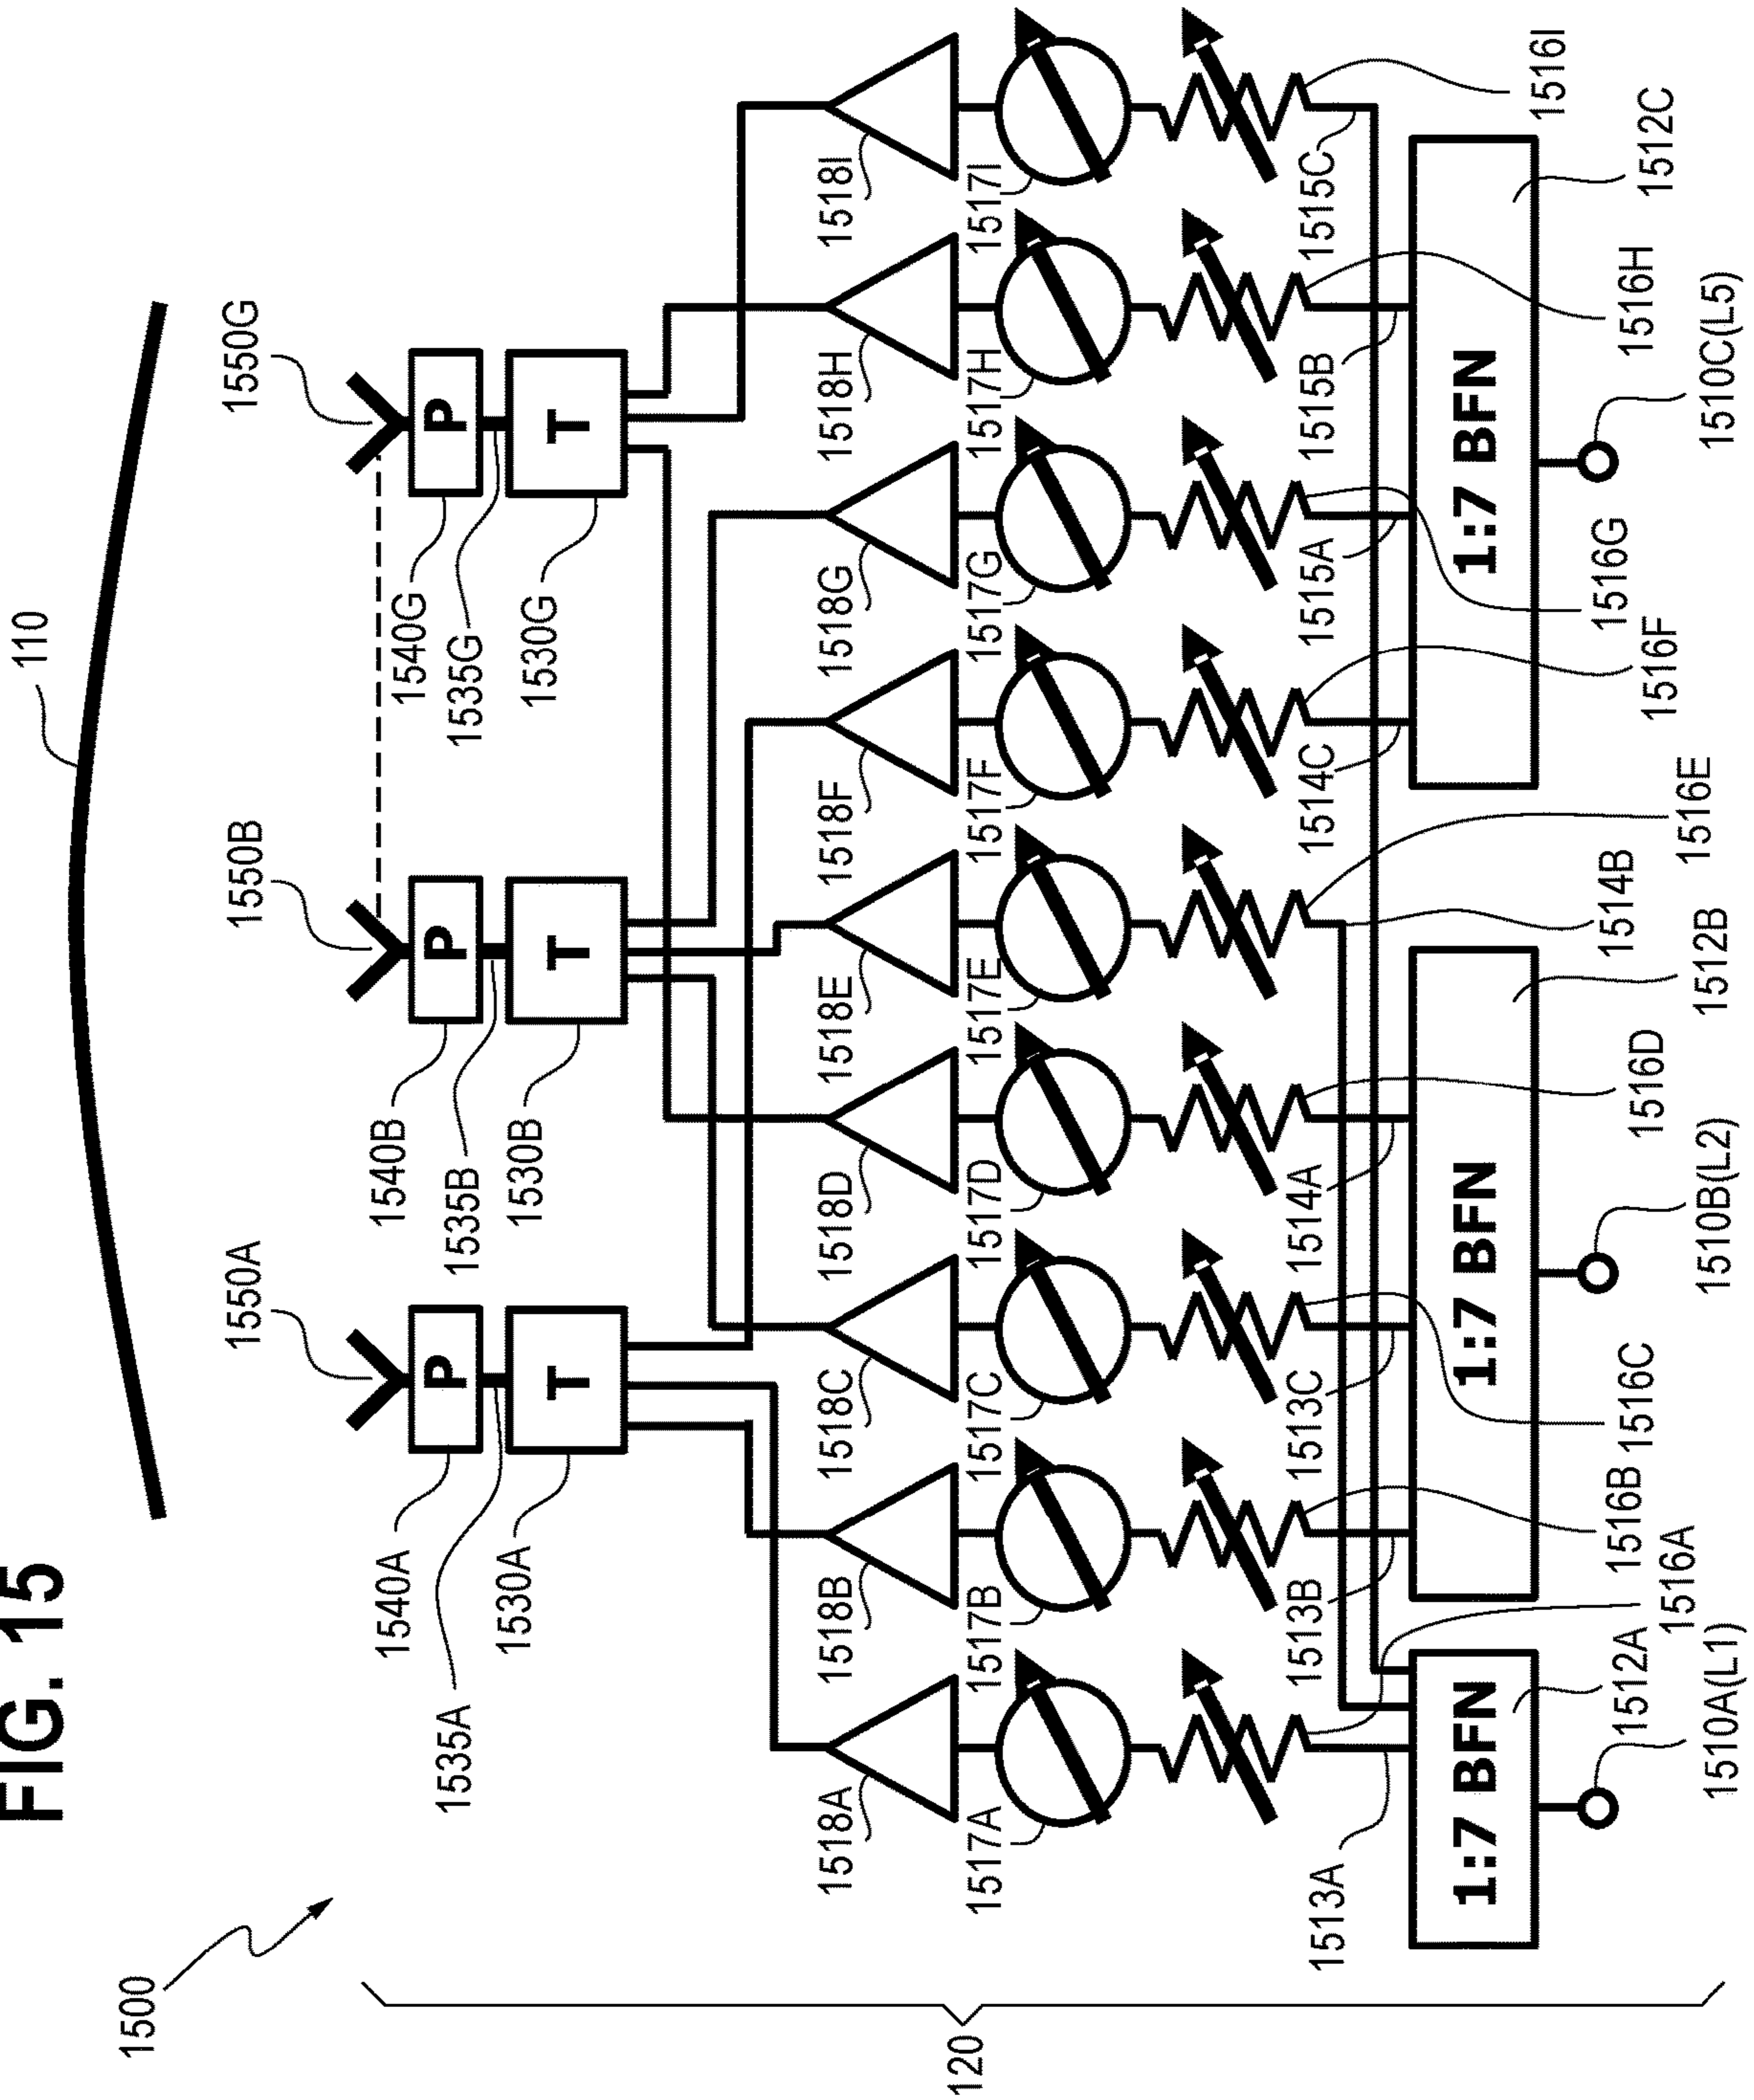 FIG. 15
1500
110
120
1550A
1550B
1550G
P
P
P
1540A
1540B
1540G
1535A
1535B
1535G
T
T
T
1530A
1530B
1530G
1518A
1518B
1518C
1518D
1518E
1518F
1518G
1518H
1518I
1517A
1517B
1517C
1517D
1517E
1517F
1517G
1517H
1517I
1513A
1513B
1513C
1514A
1514B
1514C
1515A
1515B
1515C
1516A
1516B
1516C
1516D
1516E
1516F
1516G
1516H
1516I
1:7 BFN
1:7 BFN
1:7 BFN
1512A
1512B
1512C
1510A(L1)
1510B(L2)
1510C(L5)